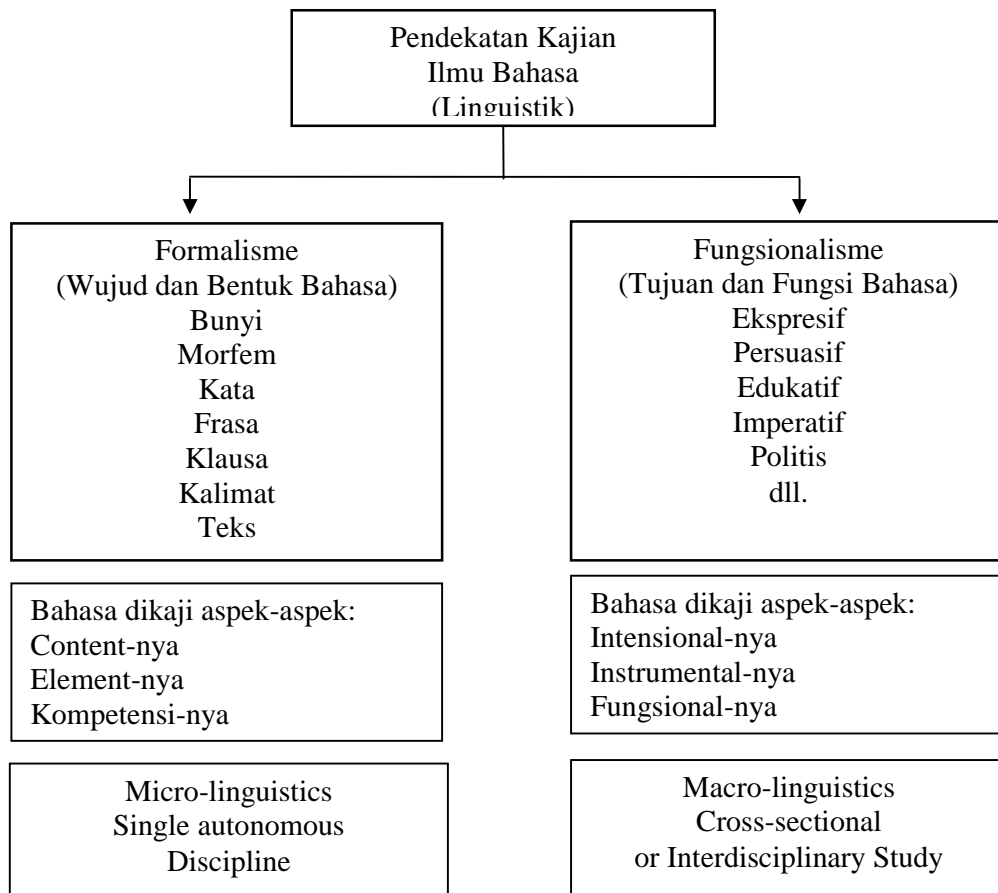 Pendekatan Kajian
Ilmu Bahasa
(Linguistik)
Formalisme
(Wujud dan Bentuk Bahasa)
Bunyi
Morfem
Kata
Frasa
Klausa
Kalimat
Teks
Fungsionalisme
(Tujuan dan Fungsi Bahasa)
Ekspresif
Persuasif
Edukatif
Imperatif
Politis
dll.
Bahasa dikaji aspek-aspek:
Content-nya
Element-nya
Kompetensi-nya
Bahasa dikaji aspek-aspek:
Intensional-nya
Instrumental-nya
Fungsional-nya
Micro-linguistics
Single autonomous
Discipline
Macro-linguistics
Cross-sectional
or Interdisciplinary Study